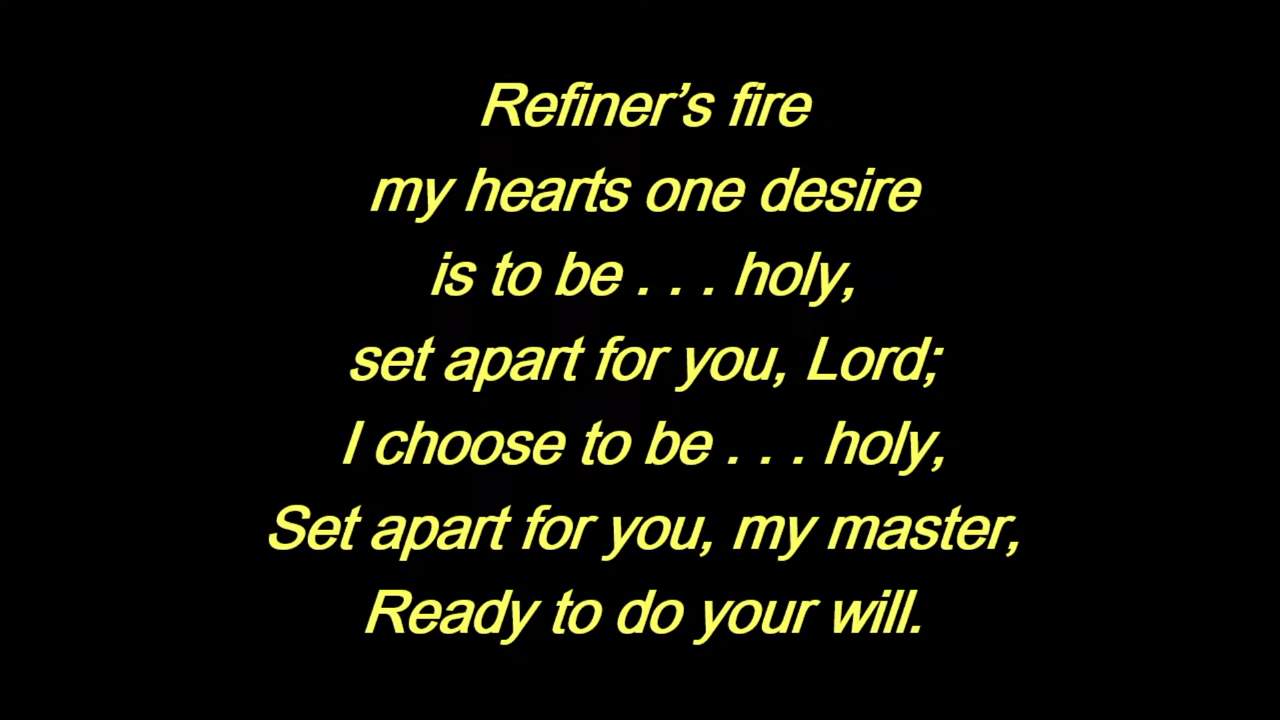 Refiner’s fire
my hearts one desire
is to be . . . holy,
set apart for you, Lord;
I choose to be . . . holy,
Set apart for you, my master,
Ready to do your will.